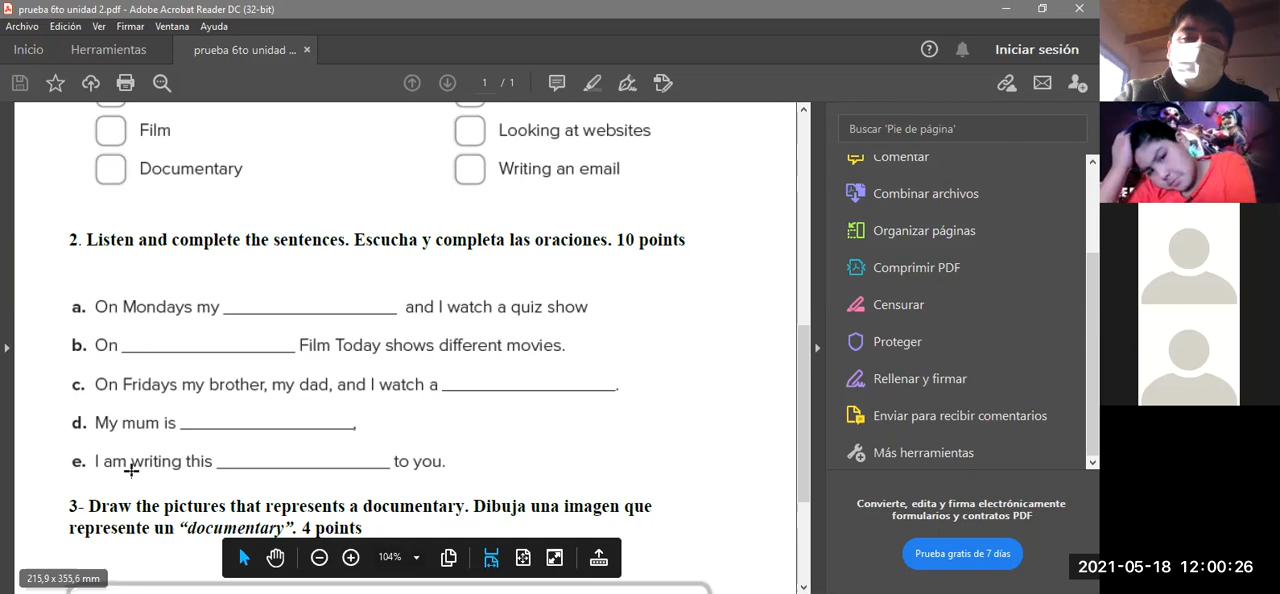 prueba 6to unidad 2.pdf - Adobe Acrobat Reader DC (32-bit)
Archivo Edición Ver Firmar Ventana Ayuda
Inicio Herramientas prueba 6to unidad ... × Iniciar sesión
1 / 1
Film Looking at websites
Documentary Writing an email
2. Listen and complete the sentences. Escucha y completa las oraciones. 10 points
a. On Mondays my ____________________ and I watch a quiz show
b. On ____________________ Film Today shows different movies.
c. On Fridays my brother, my dad, and I watch a ____________________.
d. My mum is ____________________,
e. I am writing this ____________________ to you.
3- Draw the pictures that represents a documentary. Dibuja una imagen que
represente un “documentary”. 4 points
104%
215,9 x 355,6 mm
Buscar 'Pie de página'
Comentar
Combinar archivos
Organizar páginas
Comprimir PDF
Censurar
Proteger
Rellenar y firmar
Enviar para recibir comentarios
Más herramientas
Convierte, edita y firma electrónicamente
formularios y contratos PDF
Prueba gratis de 7 días
2021-05-18 12:00:26